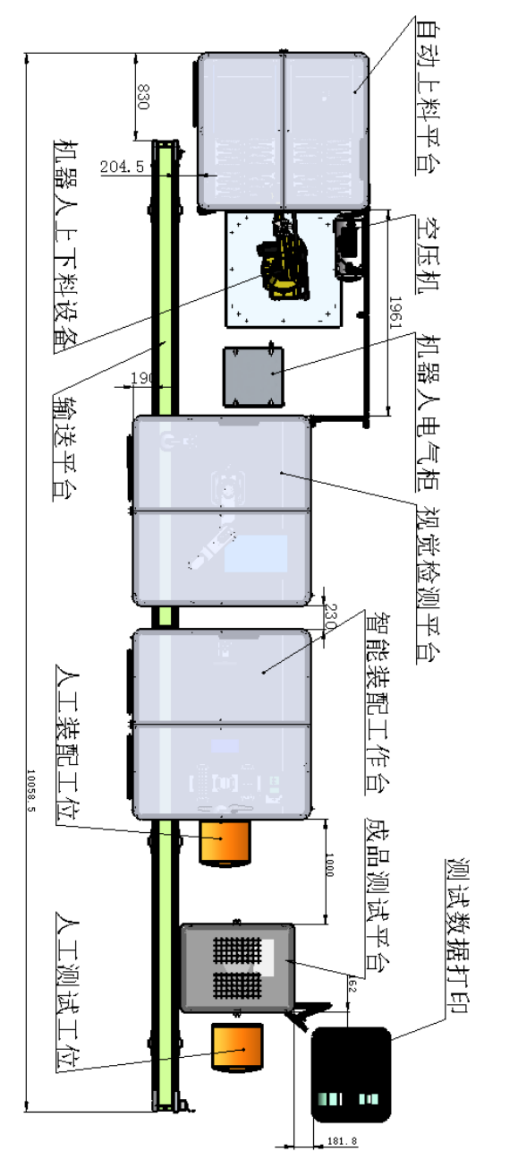 自动上料平台
空压机
机器人电气柜
视觉检测平台
智能装配工作台
成品测试平台
测试数据打印
1961
230
1000
181.8
830
204.5
机器人上下料设备
输送平台
人工装配工位
人工测试工位
10058.5